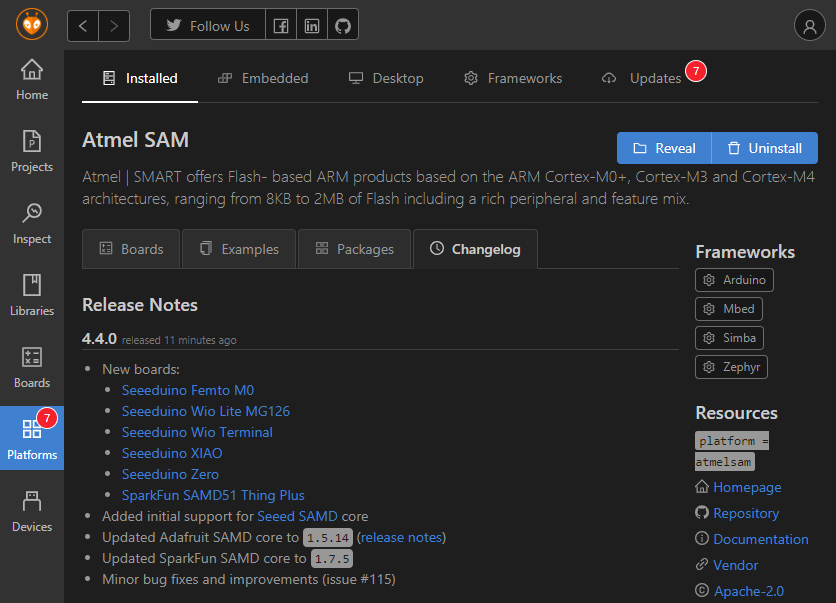 Follow Us
Home
Projects
Inspect
Libraries
Boards
7
Platforms
Devices
Installed
Embedded
Desktop
Frameworks
Updates 7
Atmel SAM
Reveal
Uninstall
Atmel | SMART offers Flash- based ARM products based on the ARM Cortex-M0+, Cortex-M3 and Cortex-M4
architectures, ranging from 8KB to 2MB of Flash including a rich peripheral and feature mix.
Boards
Examples
Packages
Changelog
Release Notes
4.4.0 released 11 minutes ago
• New boards:
• Seeeduino Femto M0
• Seeeduino Wio Lite MG126
• Seeeduino Wio Terminal
• Seeeduino XIAO
• Seeeduino Zero
• SparkFun SAMD51 Thing Plus
• Added initial support for Seeed SAMD core
• Updated Adafruit SAMD core to 1.5.14 (release notes)
• Updated SparkFun SAMD core to 1.7.5
• Minor bug fixes and improvements (issue #115)
Frameworks
Arduino
Mbed
Simba
Zephyr
Resources
platform =
atmelsam
Homepage
Repository
Documentation
Vendor
Apache-2.0